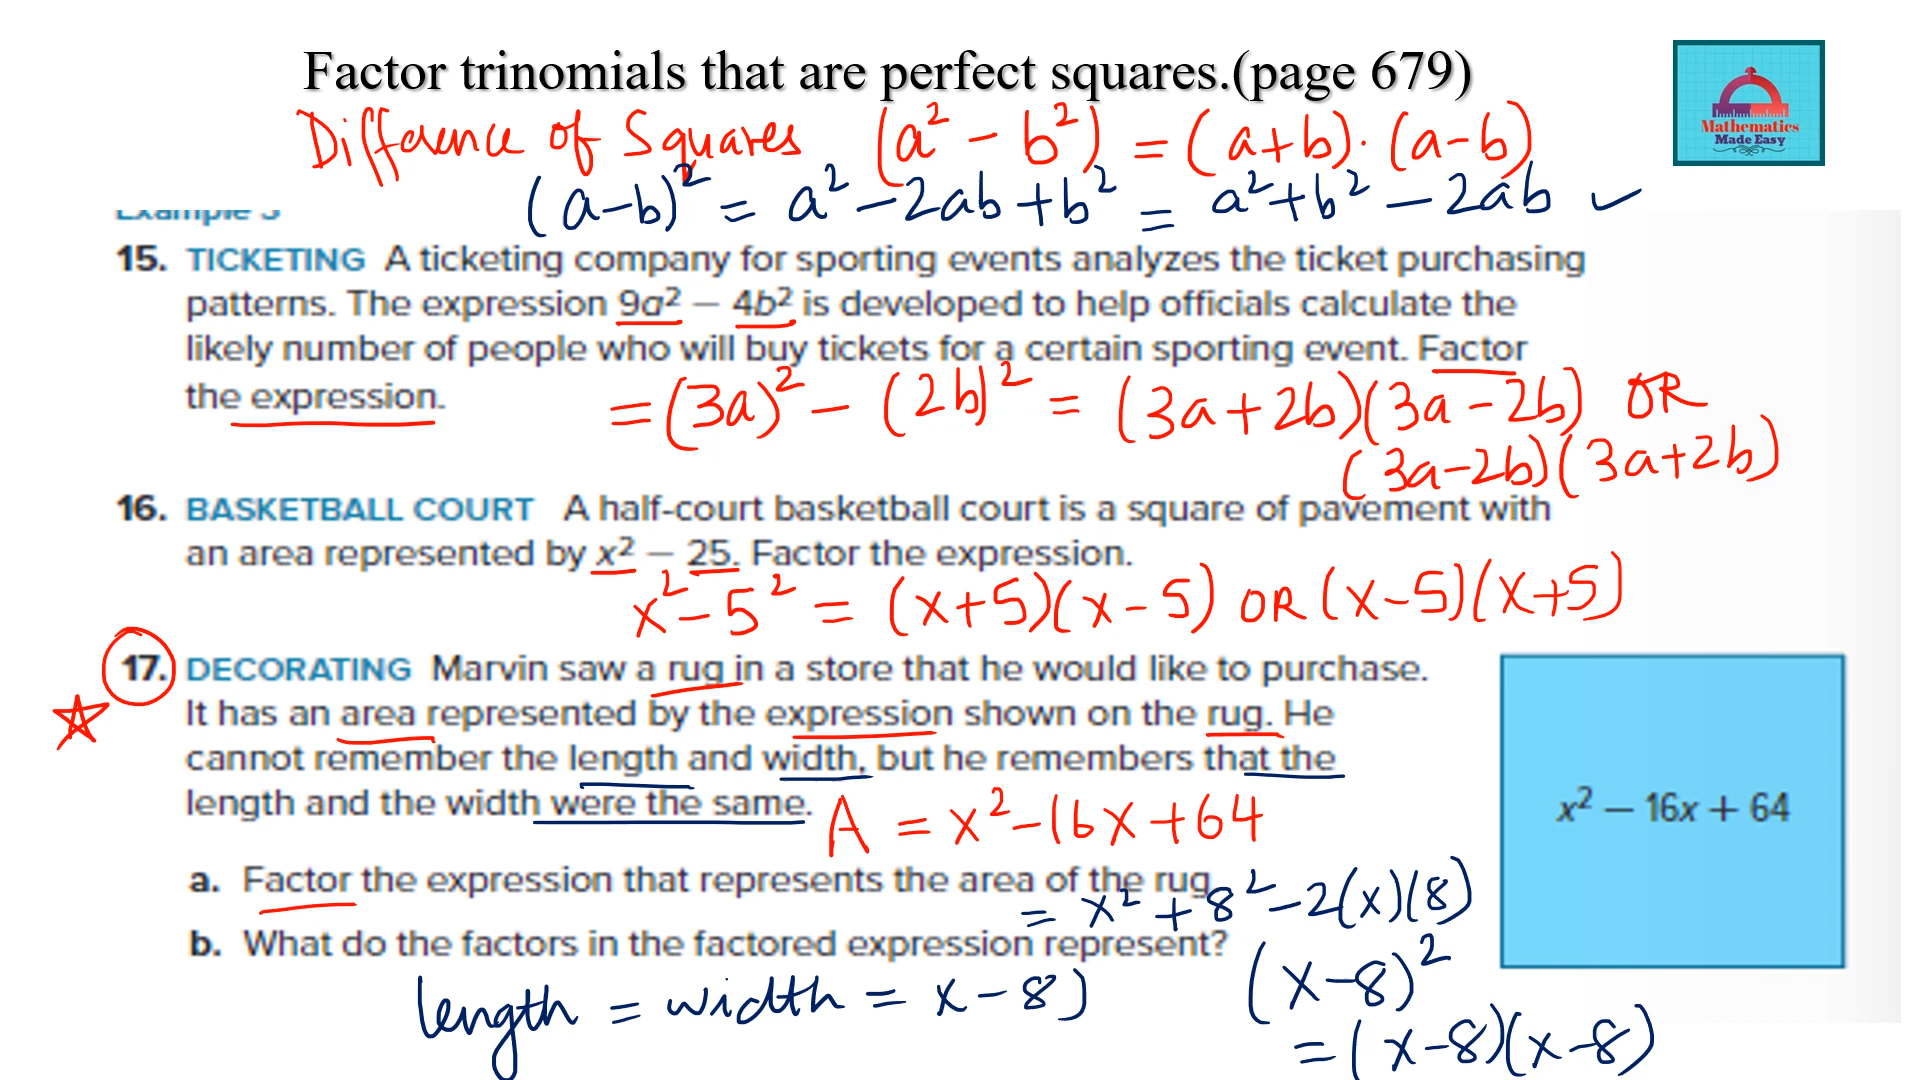 Factor trinomials that are perfect squares.(page 679)
Mathematics
Made Easy
Difference of Squares (a² - b²) = (a+b)·(a-b)
(a-b)² = a² - 2ab + b² = a² + b² - 2ab ✓
Example 3
15. TICKETING A ticketing company for sporting events analyzes the ticket purchasing
patterns. The expression 9a² – 4b² is developed to help officials calculate the
likely number of people who will buy tickets for a certain sporting event. Factor
the expression.
= (3a)² - (2b)² = (3a+2b)(3a-2b) OR
(3a-2b)(3a+2b)
16. BASKETBALL COURT A half-court basketball court is a square of pavement with
an area represented by x² – 25. Factor the expression.
x² - 5² = (x+5)(x-5) OR (x-5)(x+5)
17. DECORATING Marvin saw a rug in a store that he would like to purchase.
It has an area represented by the expression shown on the rug. He
cannot remember the length and width, but he remembers that the
length and the width were the same.
A = x² - 16x + 64
x² – 16x + 64
a. Factor the expression that represents the area of the rug.
= x² + 8² - 2(x)(8)
b. What do the factors in the factored expression represent?
(x-8)²
length = width = x - 8)
= (x-8)(x-8)